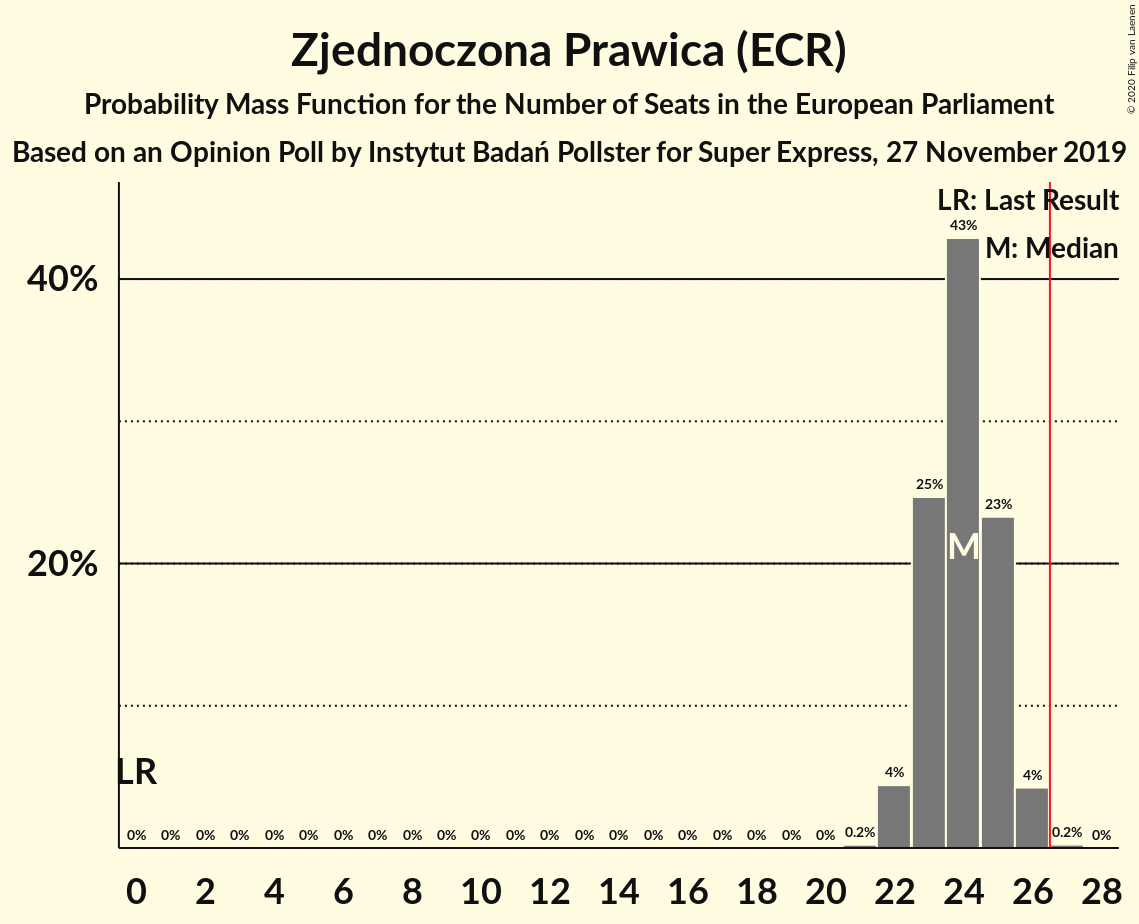 Zjednoczona Prawica (ECR)
Probability Mass Function for the Number of Seats in the European Parliament
Based on an Opinion Poll by Instytut Badań Pollster for Super Express, 27 November 2019
© 2020 Filip van Laenen
LR: Last Result
M: Median
43%
40%
25%
23%
M
20%
LR
4%
4%
0% 0% 0% 0% 0% 0% 0% 0% 0% 0% 0% 0% 0% 0% 0% 0% 0% 0% 0% 0% 0% 0.2% 0.2% 0%
0 2 4 6 8 10 12 14 16 18 20 22 24 26 28